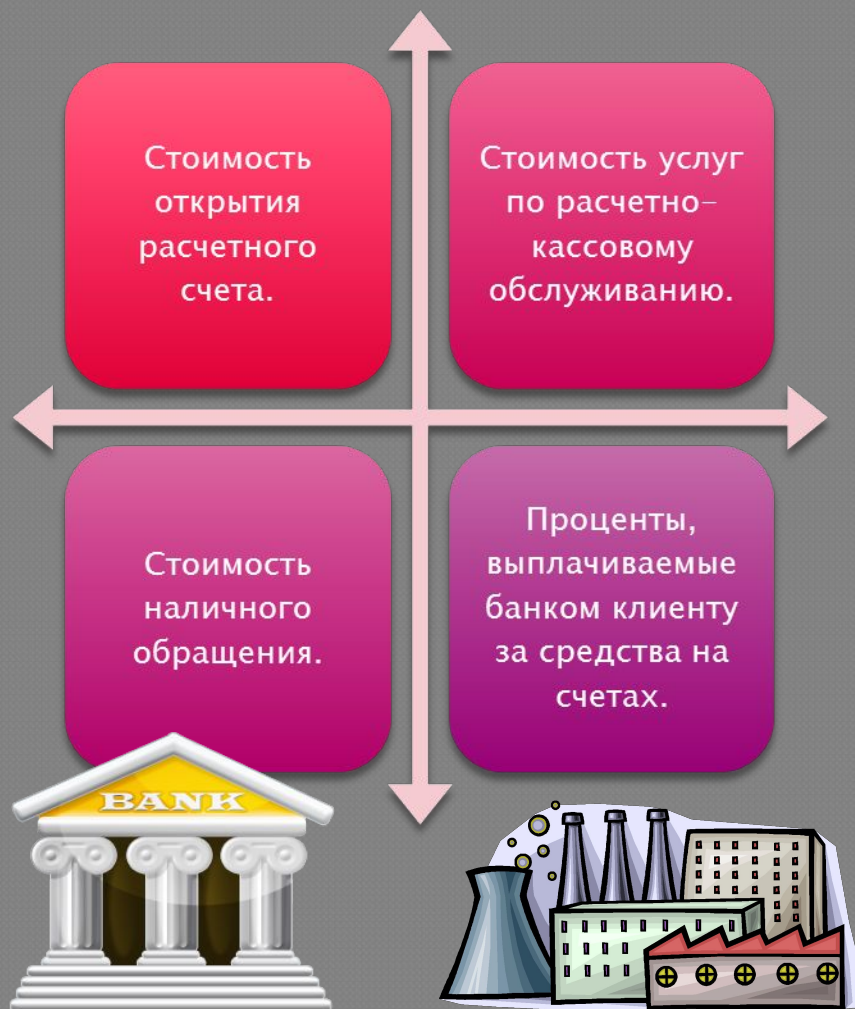 Стоимость
открытия
расчетного
счета.
Стоимость услуг
по расчетно-
кассовому
обслуживанию.
Стоимость
наличного
обращения.
Проценты,
выплачиваемые
банком клиенту
за средства на
счетах.
BANK